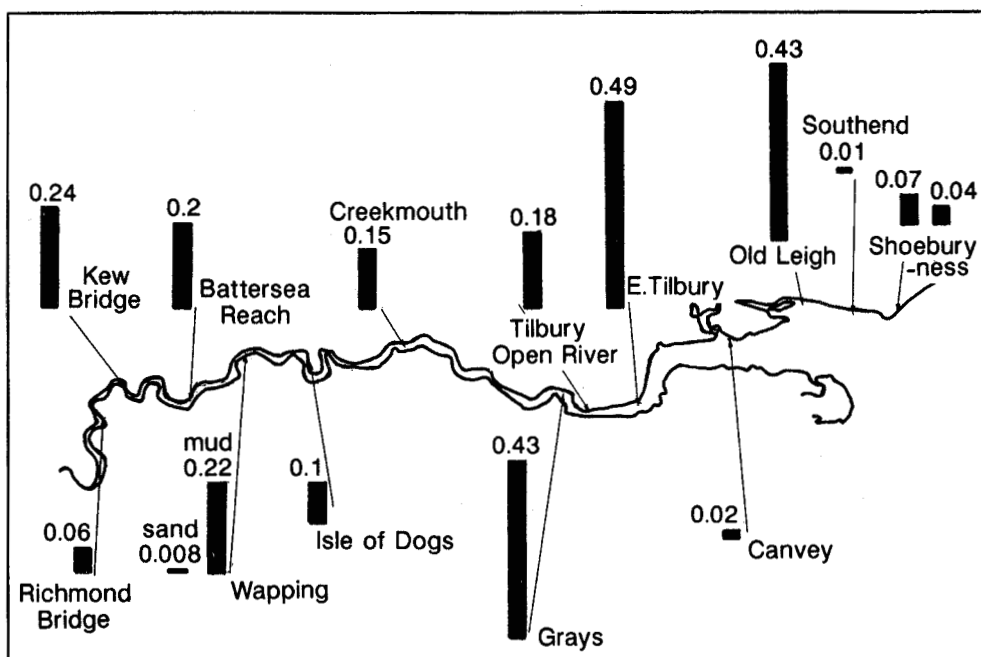 0.43
0.49
Southend
0.01
0.24
0.07
0.04
0.2
Creekmouth
0.15
0.18
Old Leigh
Shoebury
-ness
Kew
Bridge
Battersea
Reach
E.Tilbury
Tilbury
Open River
mud
0.22
0.43
0.1
0.06
sand
0.008
0.02
Isle of Dogs
Canvey
Richmond
Bridge
Wapping
Grays